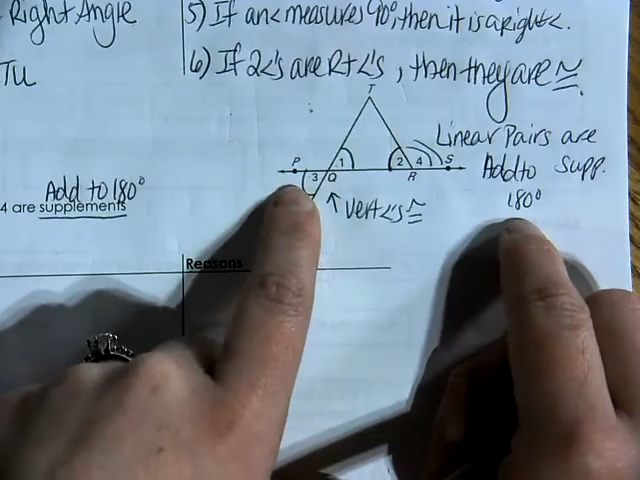 Right Angle
5) If an < measures 90°, then it is a right <.
TU
6) If 2 <'s are Rt <'s, then they are ≅.
T
Linear Pairs are
P 3 Q 1 2 4 R S
Add to Supp.
Add to 180°
180°
4 are supplements
↑ Vert <'s ≅
Reasons